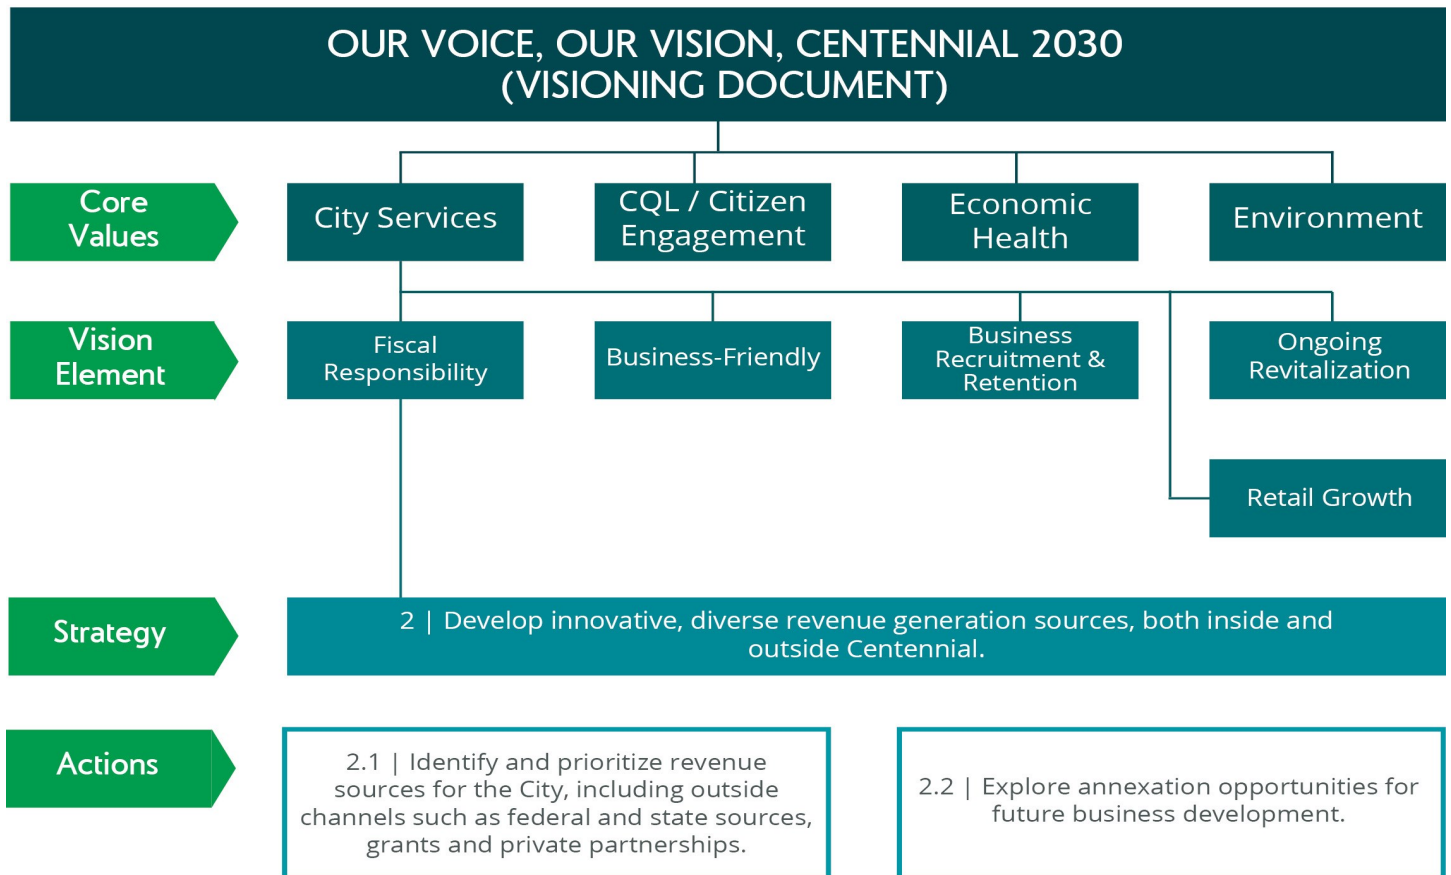 OUR VOICE, OUR VISION, CENTENNIAL 2030
(VISIONING DOCUMENT)
Core
Values
City Services
CQL / Citizen
Engagement
Economic
Health
Environment
Vision
Element
Fiscal
Responsibility
Business-Friendly
Business
Recruitment &
Retention
Ongoing
Revitalization
Retail Growth
Strategy
2 | Develop innovative, diverse revenue generation sources, both inside and
outside Centennial.
Actions
2.1 | Identify and prioritize revenue
sources for the City, including outside
channels such as federal and state sources,
grants and private partnerships.
2.2 | Explore annexation opportunities for
future business development.